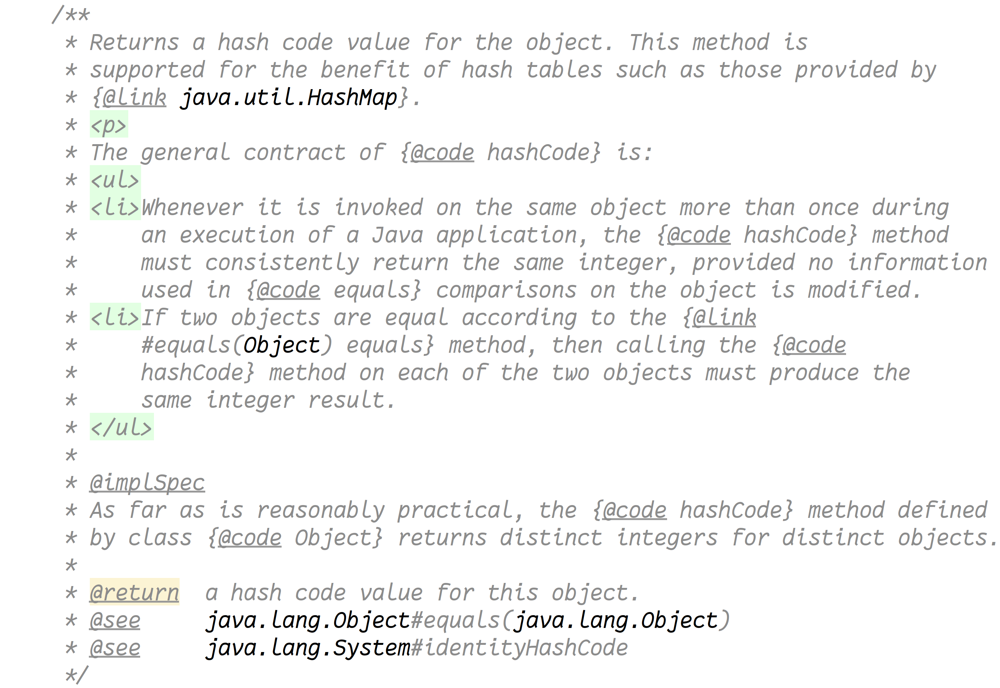 /**
 * Returns a hash code value for the object. This method is
 * supported for the benefit of hash tables such as those provided by
 * {@link java.util.HashMap}.
 * <p>
 * The general contract of {@code hashCode} is:
 * <ul>
 * <li>Whenever it is invoked on the same object more than once during
 *     an execution of a Java application, the {@code hashCode} method
 *     must consistently return the same integer, provided no information
 *     used in {@code equals} comparisons on the object is modified.
 * <li>If two objects are equal according to the {@link
 *     #equals(Object) equals} method, then calling the {@code
 *     hashCode} method on each of the two objects must produce the
 *     same integer result.
 * </ul>
 *
 * @implSpec
 * As far as is reasonably practical, the {@code hashCode} method defined
 * by class {@code Object} returns distinct integers for distinct objects.
 *
 * @return  a hash code value for this object.
 * @see     java.lang.Object#equals(java.lang.Object)
 * @see     java.lang.System#identityHashCode
 */